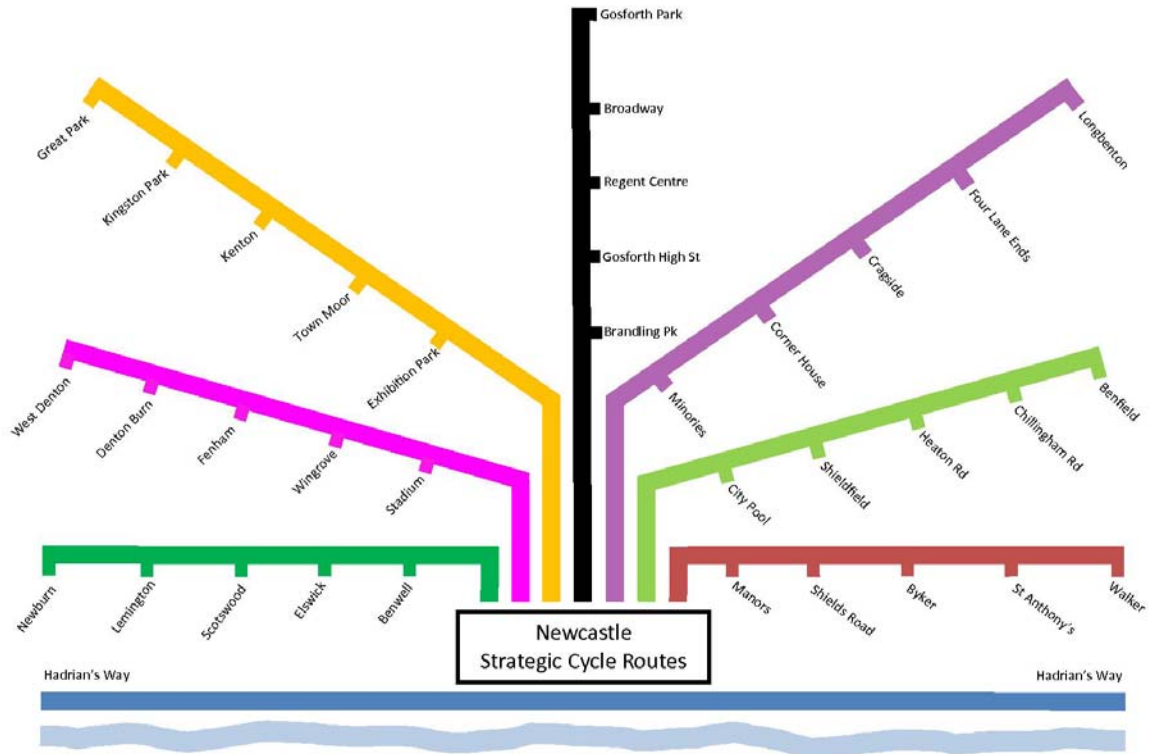 Gosforth Park
Broadway
Regent Centre
Gosforth High St
Brandling Pk
Great Park
Kingston Park
Kenton
Town Moor
Exhibition Park
Longbenton
Four Lane Ends
Cragside
Corner House
Minories
West Denton
Denton Burn
Fenham
Wingrove
Stadium
Benfield
Chillingham Rd
Heaton Rd
Shieldfield
City Pool
Newburn
Lemington
Scotswood
Elswick
Benwell
Manors
Shields Road
Byker
St Anthony's
Walker
Newcastle
Strategic Cycle Routes
Hadrian's Way
Hadrian's Way